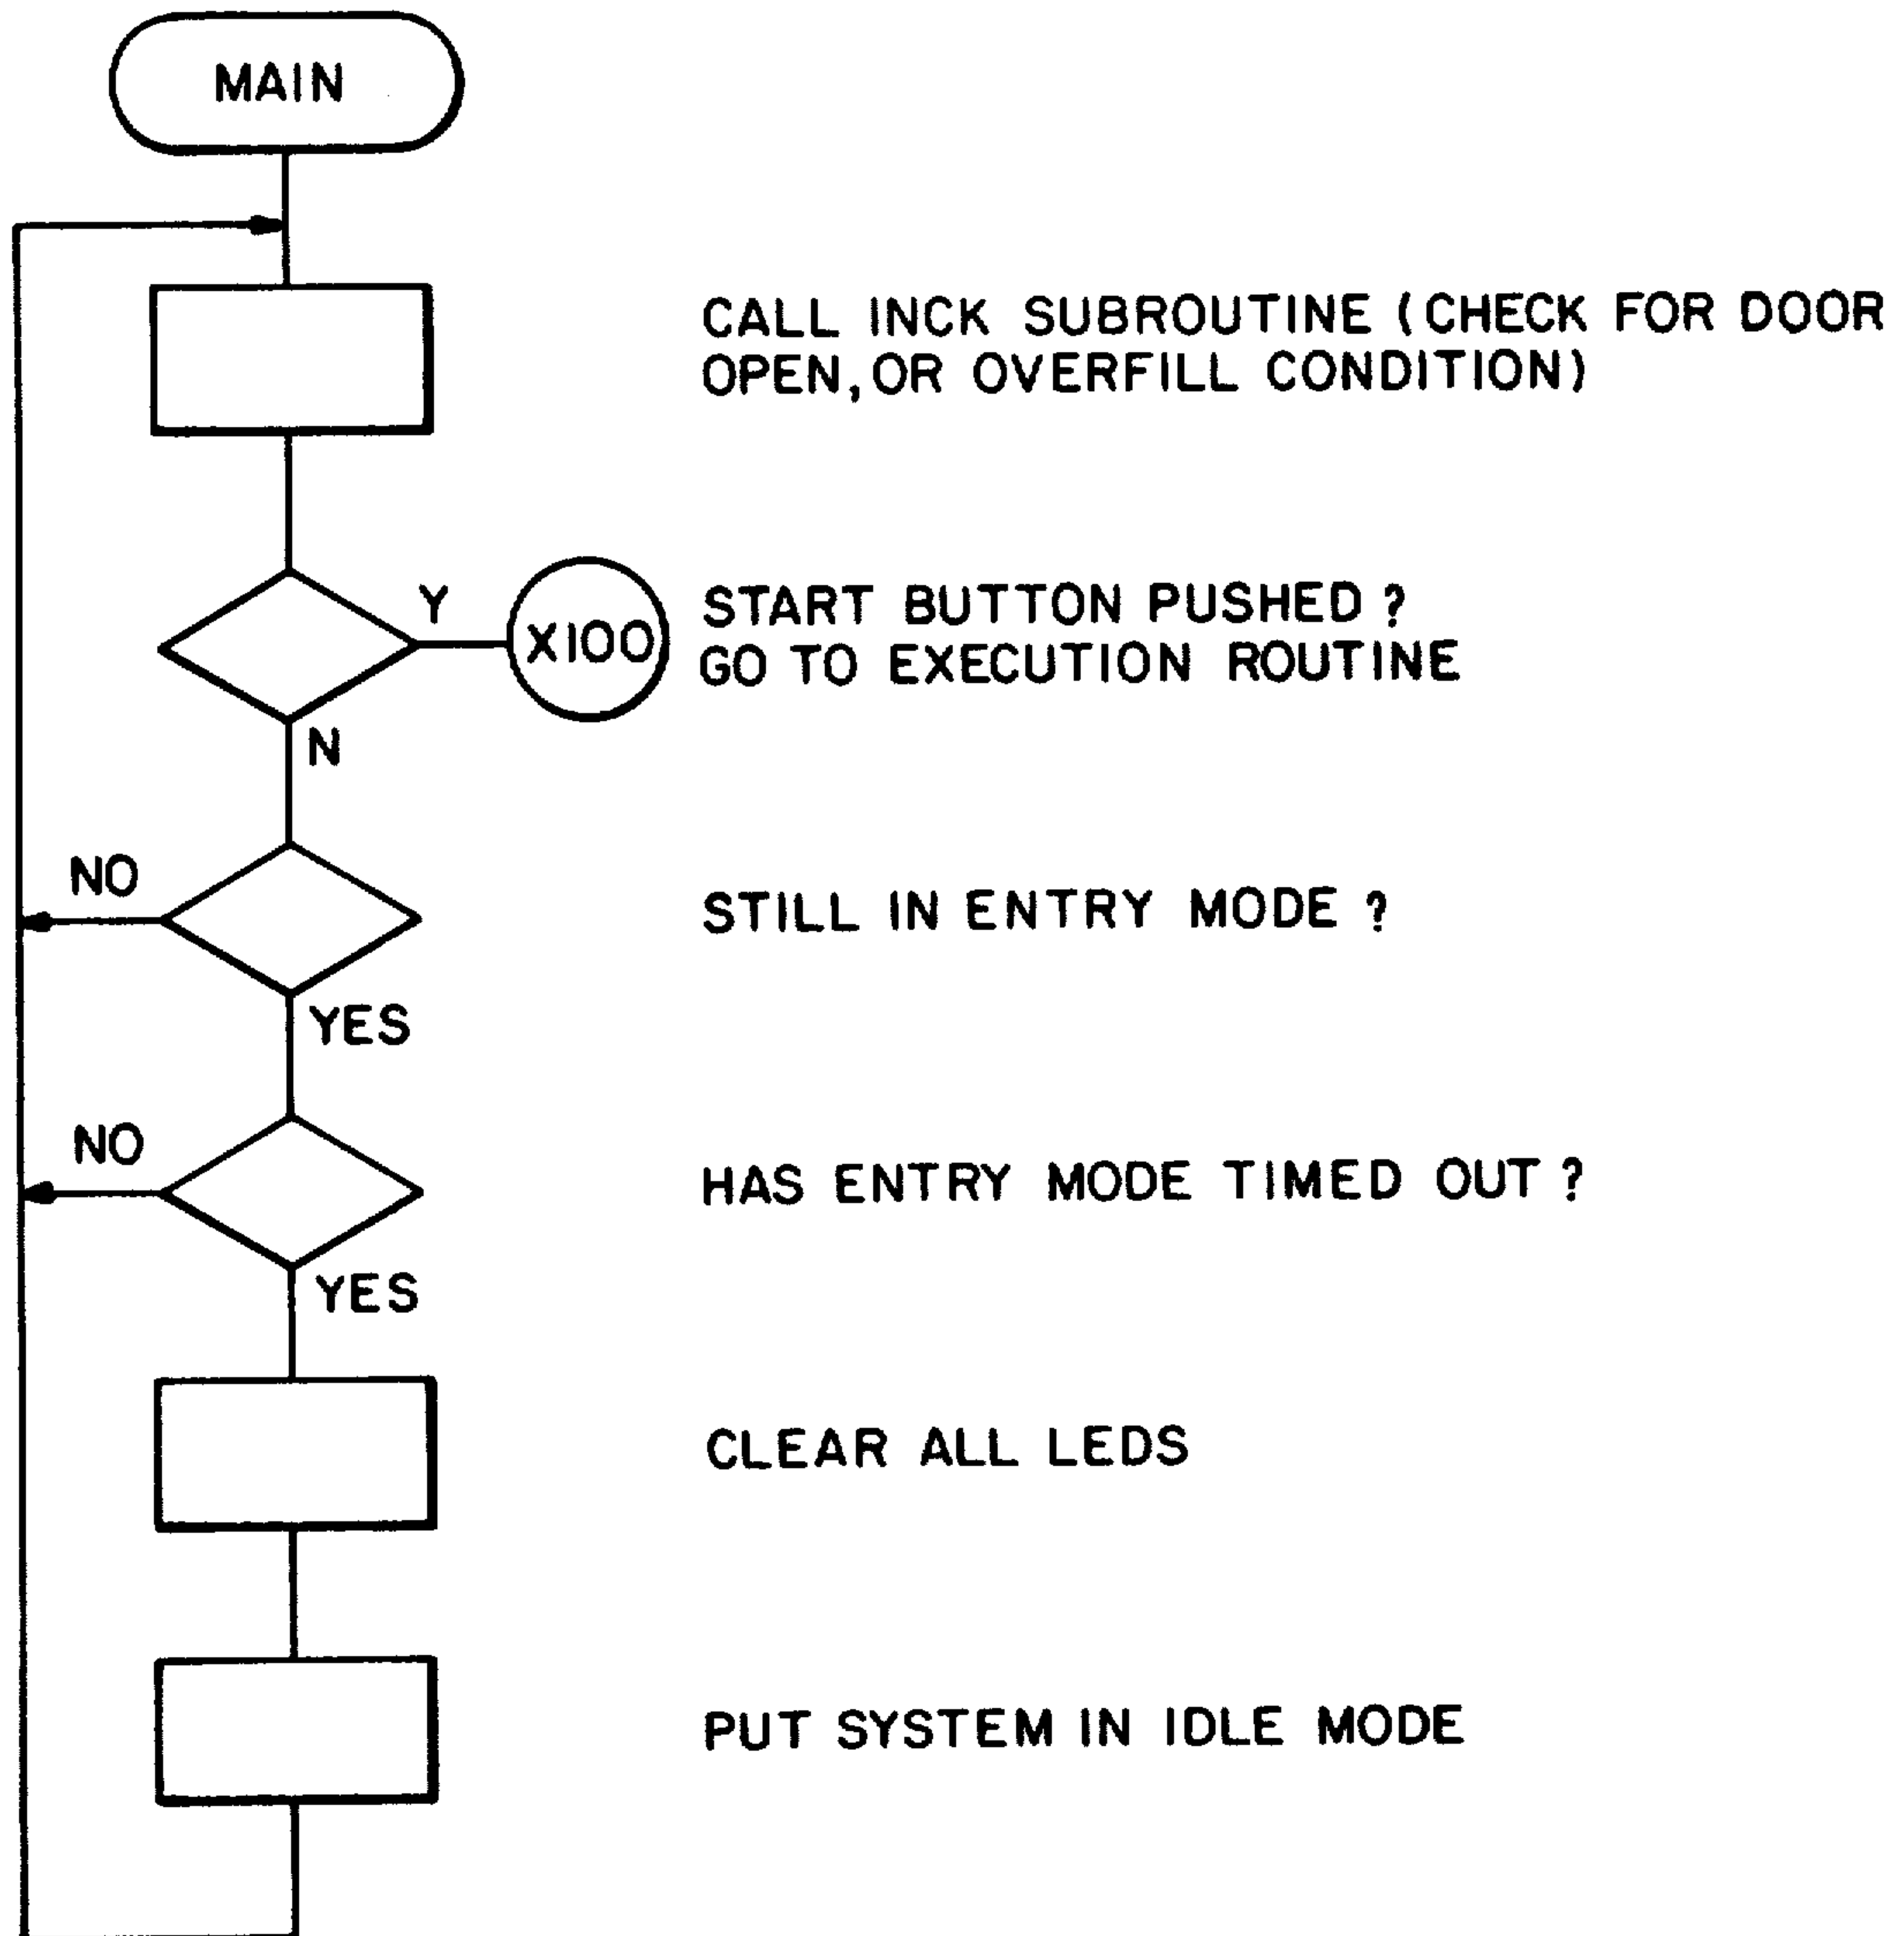 MAIN
CALL INCK SUBROUTINE (CHECK FOR DOOR
OPEN, OR OVERFILL CONDITION)
Y
X100
START BUTTON PUSHED ?
GO TO EXECUTION ROUTINE
N
NO
STILL IN ENTRY MODE ?
YES
NO
HAS ENTRY MODE TIMED OUT ?
YES
CLEAR ALL LEDS
PUT SYSTEM IN IDLE MODE